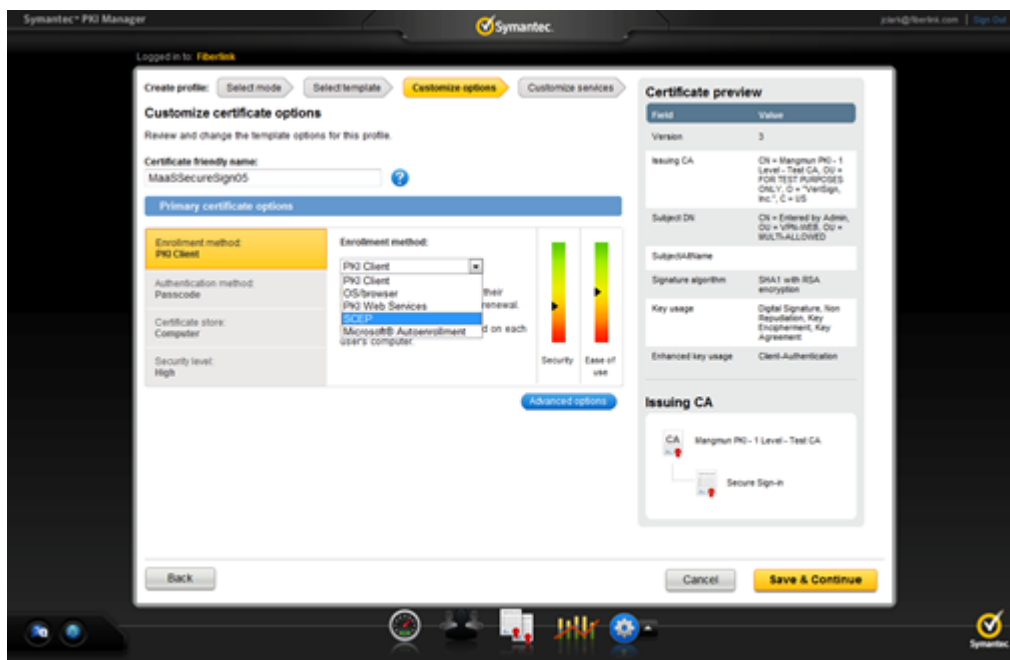 Symantec™ PKI Manager
Symantec.
jclark@fiberlink.com | Sign Out
Logged in to: Fiberlink
Create profile: Select mode Select template Customize options Customize services
Customize certificate options
Review and change the template options for this profile.
Certificate friendly name:
MaaSSecureSign05
?
Primary certificate options
Enrollment method:
PKI Client
Authentication method:
Passcode
Certificate store:
Computer
Security level:
High
Enrollment method:
PKI Client
PKI Client
OS/browser
their
PKI Web Services
renewal.
SCEP
Microsoft® Autoenrollment
d on each
user's computer.
Security
Ease of
use
Advanced options
Certificate preview
Field Value
Version 3
Issuing CA
CN = Mangmun PKI - 1
Level - Test CA, OU =
FOR TEST PURPOSES
ONLY, O = "VeriSign,
Inc.", C = US
Subject DN
CN = Entered by Admin,
OU = VPN-WEB, OU =
MULTI-ALLOWED
SubjectAltName
Signature algorithm
SHA1 with RSA
encryption
Key usage
Digital Signature, Non
Repudiation, Key
Encipherment, Key
Agreement
Enhanced key usage
Client-Authentication
Issuing CA
CA
Mangmun PKI - 1 Level - Test CA
Secure Sign-in
Back
Cancel
Save & Continue
Symantec.